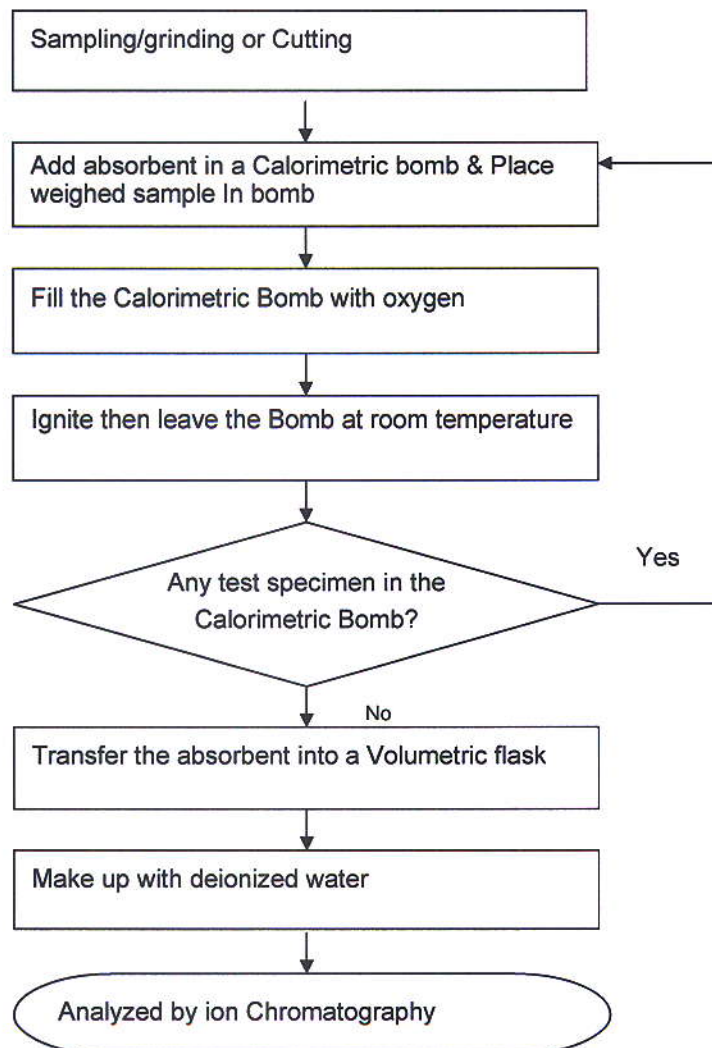 Sampling/grinding or Cutting
Add absorbent in a Calorimetric bomb & Place
weighed sample In bomb
Fill the Calorimetric Bomb with oxygen
Ignite then leave the Bomb at room temperature
Any test specimen in the
Calorimetric Bomb?
Yes
No
Transfer the absorbent into a Volumetric flask
Make up with deionized water
Analyzed by ion Chromatography